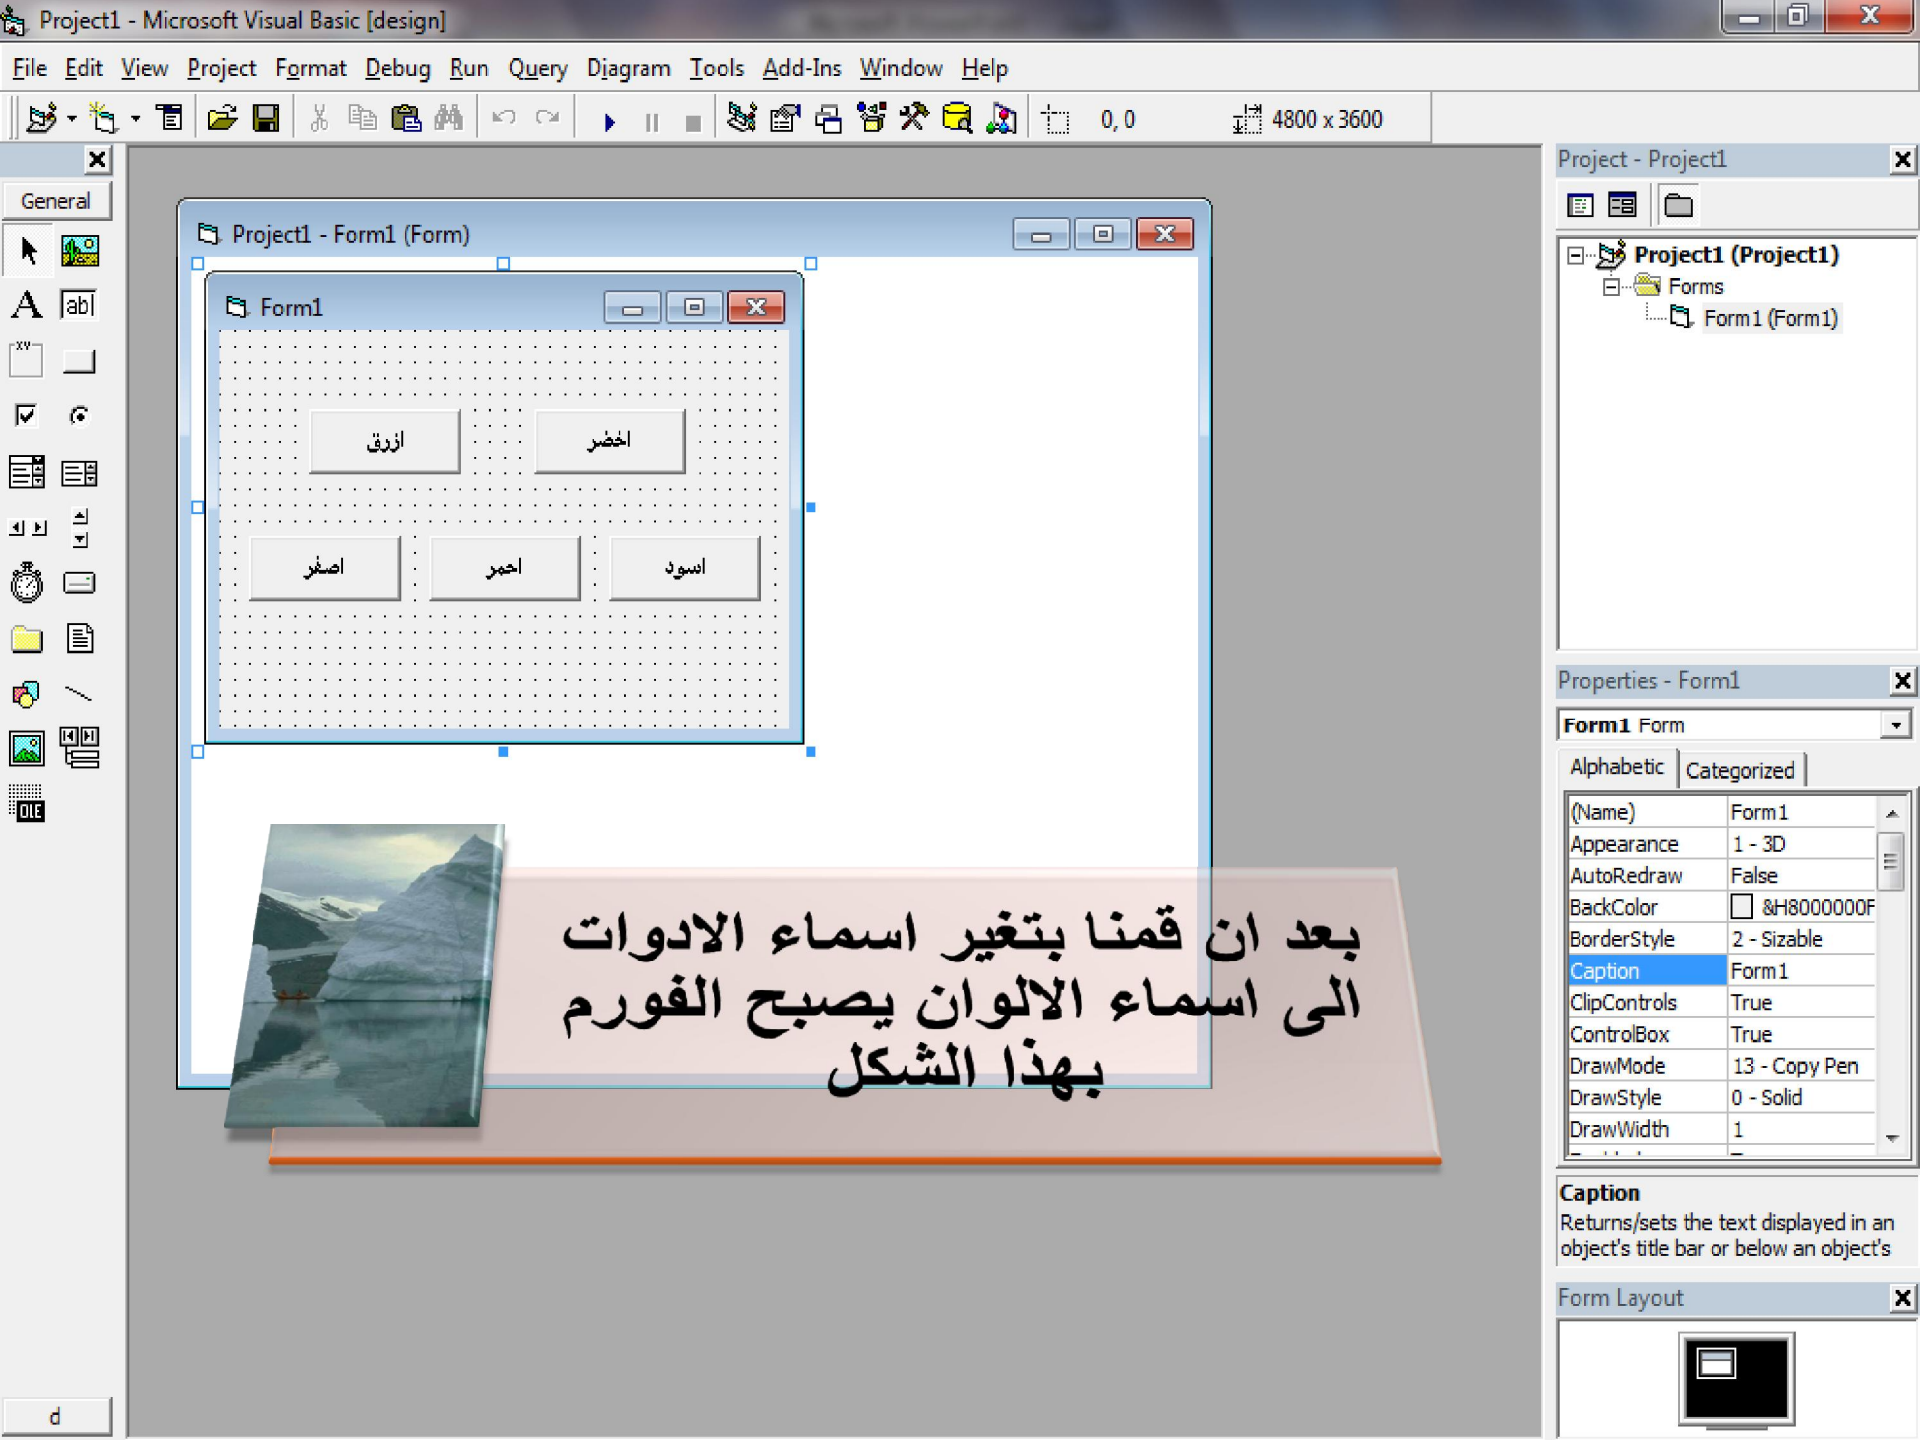 Project1 - Microsoft Visual Basic [design]
File Edit View Project Format Debug Run Query Diagram Tools Add-Ins Window Help
0, 0 4800 x 3600
General
A ab|
XY
OLE
d
Project1 - Form1 (Form)
Form1
ازرق اخضر
اصفر احمر اسود
بعد ان قمنا بتغير اسماء الادوات
الى اسماء الالوان يصبح الفورم
بهذا الشكل
Project - Project1
Project1 (Project1)
Forms
Form1 (Form1)
Properties - Form1
Form1 Form
Alphabetic Categorized
(Name) Form1
Appearance 1 - 3D
AutoRedraw False
BackColor &H8000000F
BorderStyle 2 - Sizable
Caption Form1
ClipControls True
ControlBox True
DrawMode 13 - Copy Pen
DrawStyle 0 - Solid
DrawWidth 1
Caption
Returns/sets the text displayed in an
object's title bar or below an object's
Form Layout